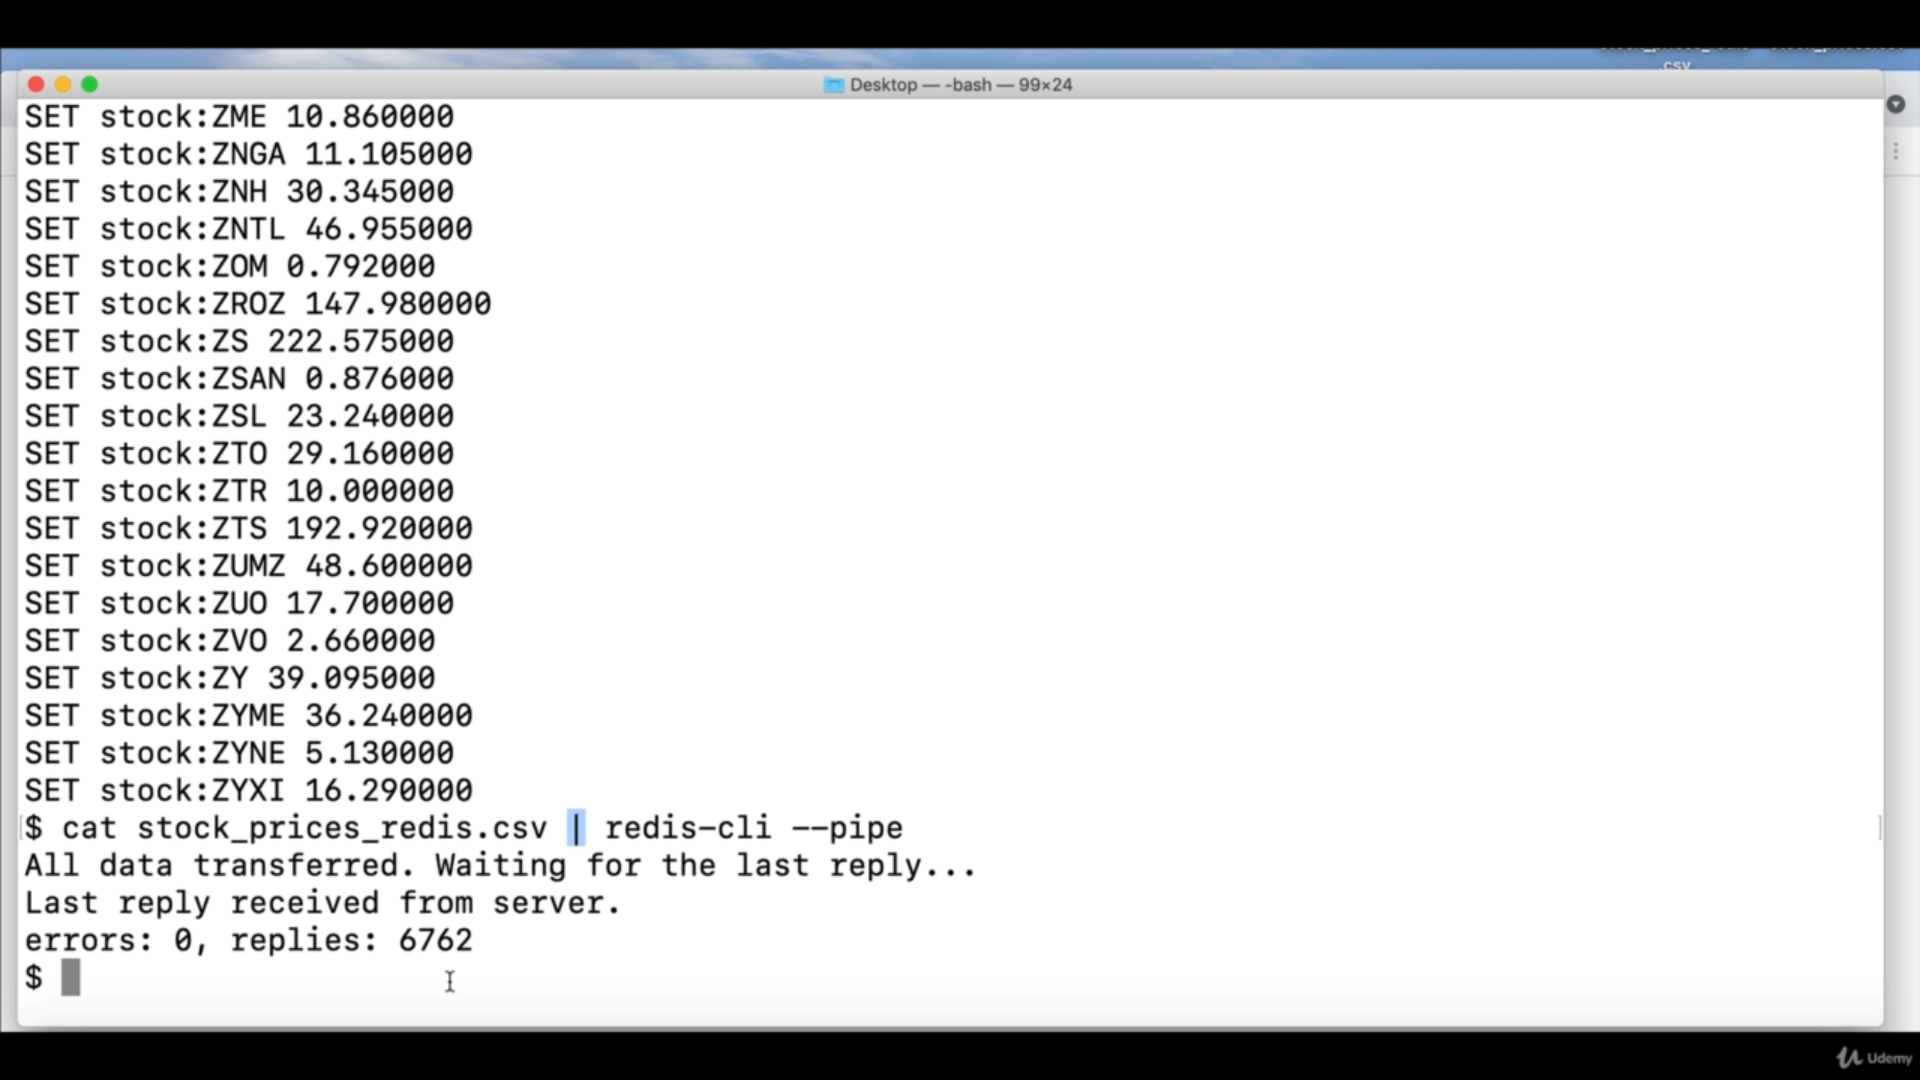 .csv
Desktop — -bash — 99×24
SET stock:ZME 10.860000
SET stock:ZNGA 11.105000
SET stock:ZNH 30.345000
SET stock:ZNTL 46.955000
SET stock:ZOM 0.792000
SET stock:ZROZ 147.980000
SET stock:ZS 222.575000
SET stock:ZSAN 0.876000
SET stock:ZSL 23.240000
SET stock:ZTO 29.160000
SET stock:ZTR 10.000000
SET stock:ZTS 192.920000
SET stock:ZUMZ 48.600000
SET stock:ZUO 17.700000
SET stock:ZVO 2.660000
SET stock:ZY 39.095000
SET stock:ZYME 36.240000
SET stock:ZYNE 5.130000
SET stock:ZYXI 16.290000
$ cat stock_prices_redis.csv | redis-cli --pipe
All data transferred. Waiting for the last reply...
Last reply received from server.
errors: 0, replies: 6762
$
Udemy